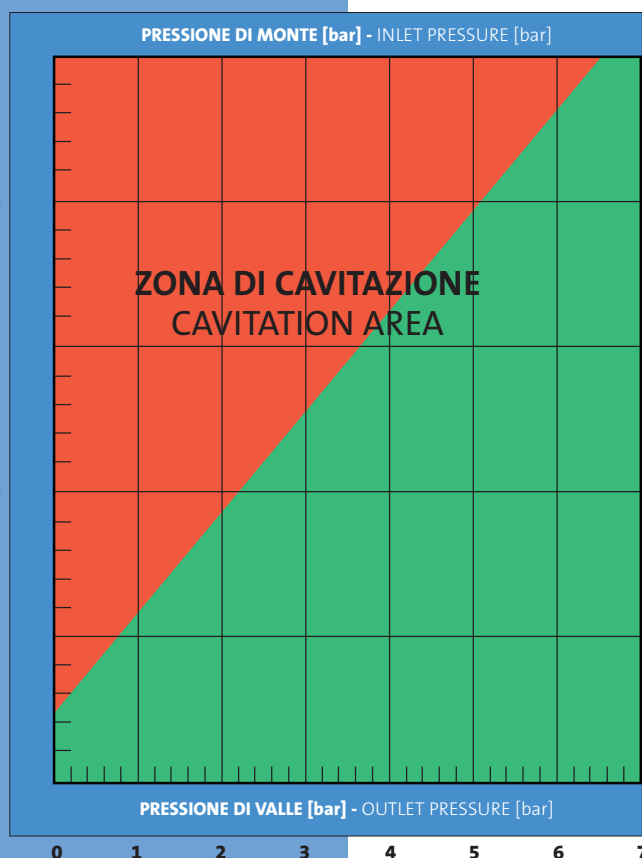 PRESSIONE DI MONTE [bar] - INLET PRESSURE [bar]
ZONA DI CAVITAZIONE
CAVITATION AREA
PRESSIONE DI VALLE [bar] - OUTLET PRESSURE [bar]
0 1 2 3 4 5 6